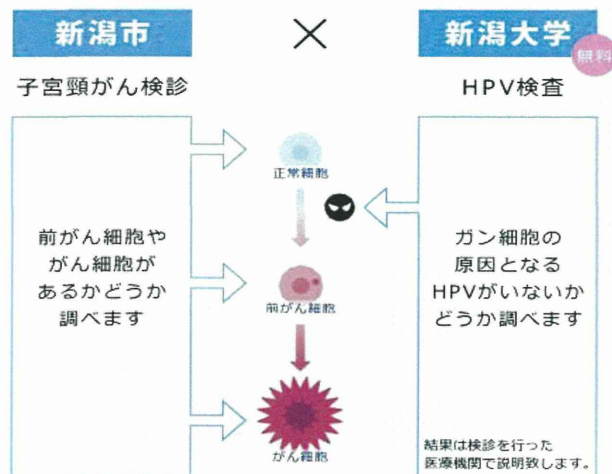 新潟市
×
新潟大学
無料
子宮頸がん検診
HPV検査
正常細胞
前がん細胞や
がん細胞が
あるかどうか
調べます
ガン細胞の
原因となる
HPVがいないか
どうか調べます
前がん細胞
がん細胞
結果は検診を行った
医療機関で説明致します。